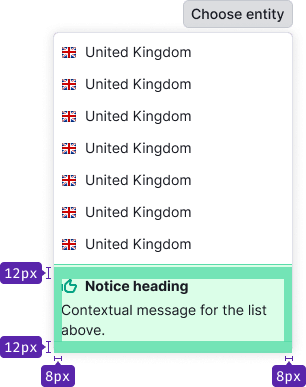 Choose entity
United Kingdom
United Kingdom
United Kingdom
United Kingdom
United Kingdom
United Kingdom
United Kingdom
12px
Notice heading
Contextual message for the list
above.
12px
8px
8px